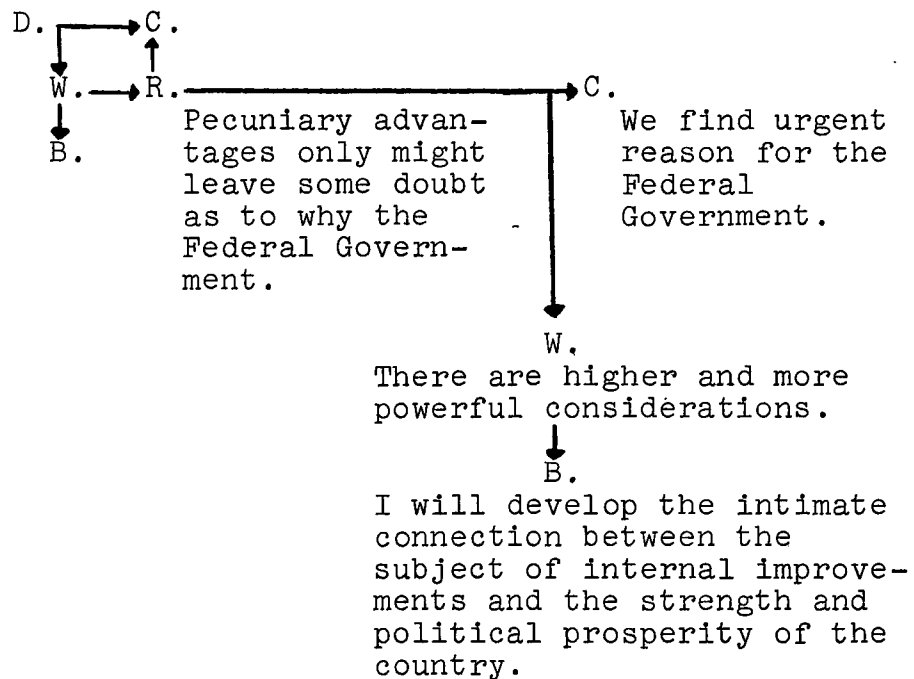 D. C.
W. R. C.
B.
Pecuniary advan-
tages only might
leave some doubt
as to why the
Federal Govern-
ment.
We find urgent
reason for the
Federal
Government.
W.
There are higher and more
powerful considerations.
B.
I will develop the intimate
connection between the
subject of internal improve-
ments and the strength and
political prosperity of the
country.